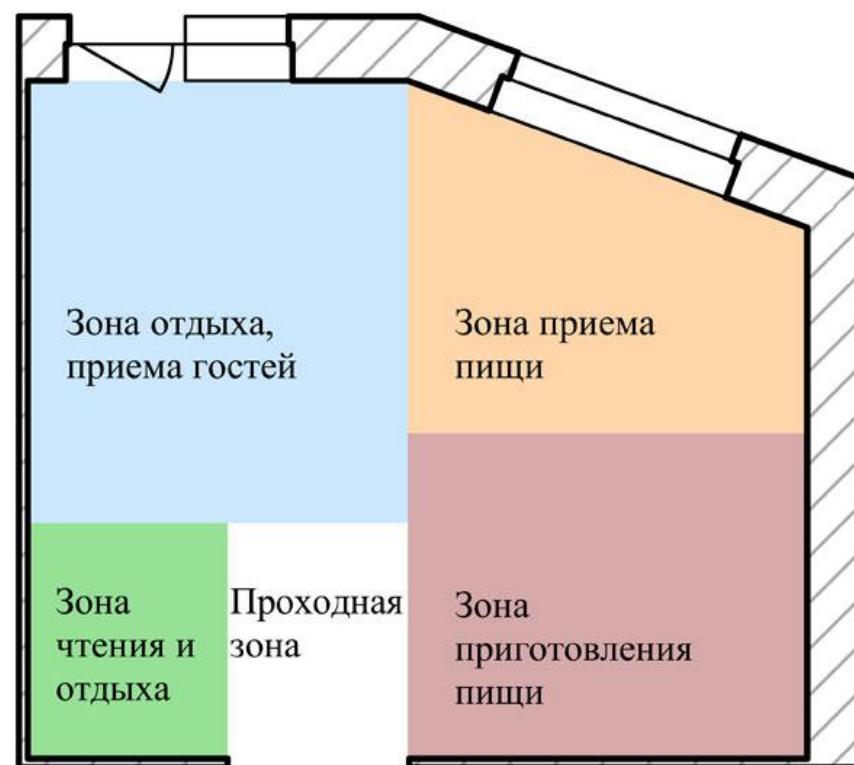 Зона отдыха,
приема гостей
Зона приема
пищи
Зона
чтения и
отдыха
Проходная
зона
Зона
приготовления
пищи